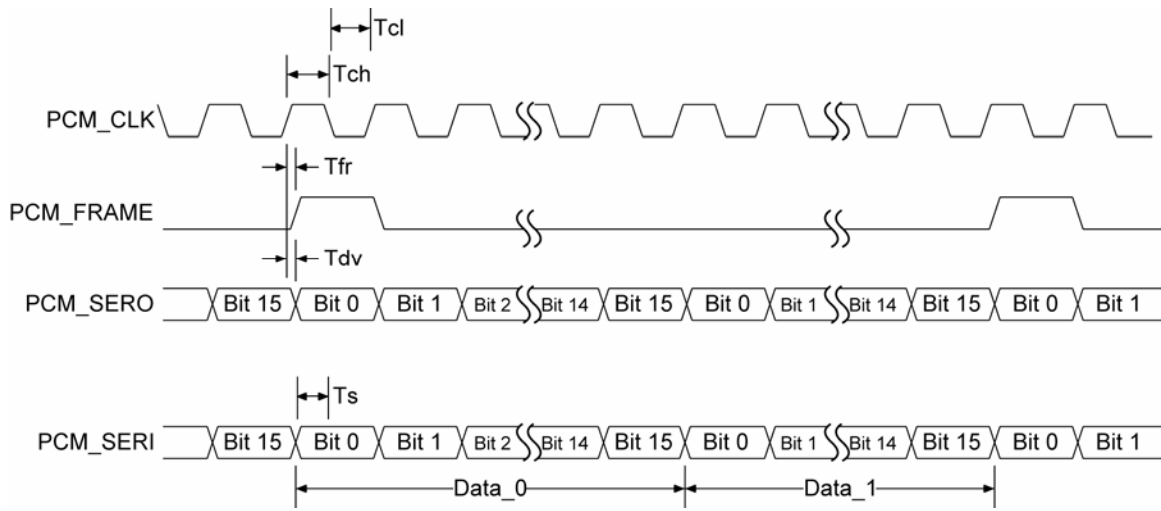 Tcl
Tch
PCM_CLK
Tfr
PCM_FRAME
Tdv
PCM_SERO Bit 15 Bit 0 Bit 1 Bit 2 Bit 14 Bit 15 Bit 0 Bit 1 Bit 14 Bit 15 Bit 0 Bit 1
Ts
PCM_SERI Bit 15 Bit 0 Bit 1 Bit 2 Bit 14 Bit 15 Bit 0 Bit 1 Bit 14 Bit 15 Bit 0 Bit 1
Data_0 Data_1